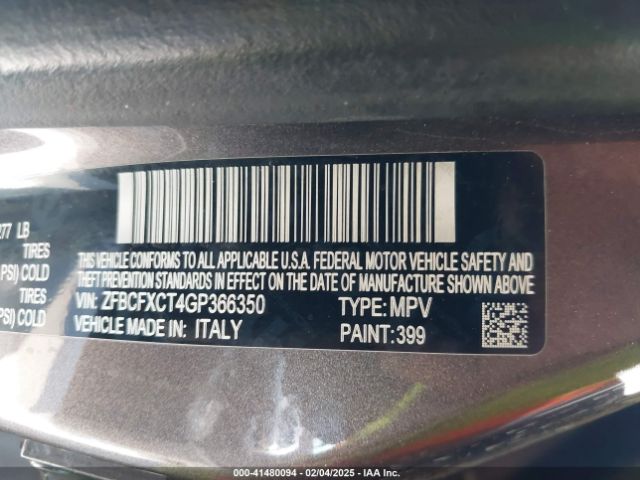 277 LB
TIRES
PSI) COLD
TIRES
PSI) COLD
THIS VEHICLE CONFORMS TO ALL APPLICABLE U.S.A. FEDERAL MOTOR VEHICLE SAFETY AND
THEFT PREVENTION STANDARDS IN EFFECT ON THE DATE OF MANUFACTURE SHOWN ABOVE
VIN: ZFBCFXCT4GP366350 TYPE: MPV
VEHICLE MADE IN: ITALY PAINT: 399
000-41480094 - 02/04/2025 - IAA Inc.